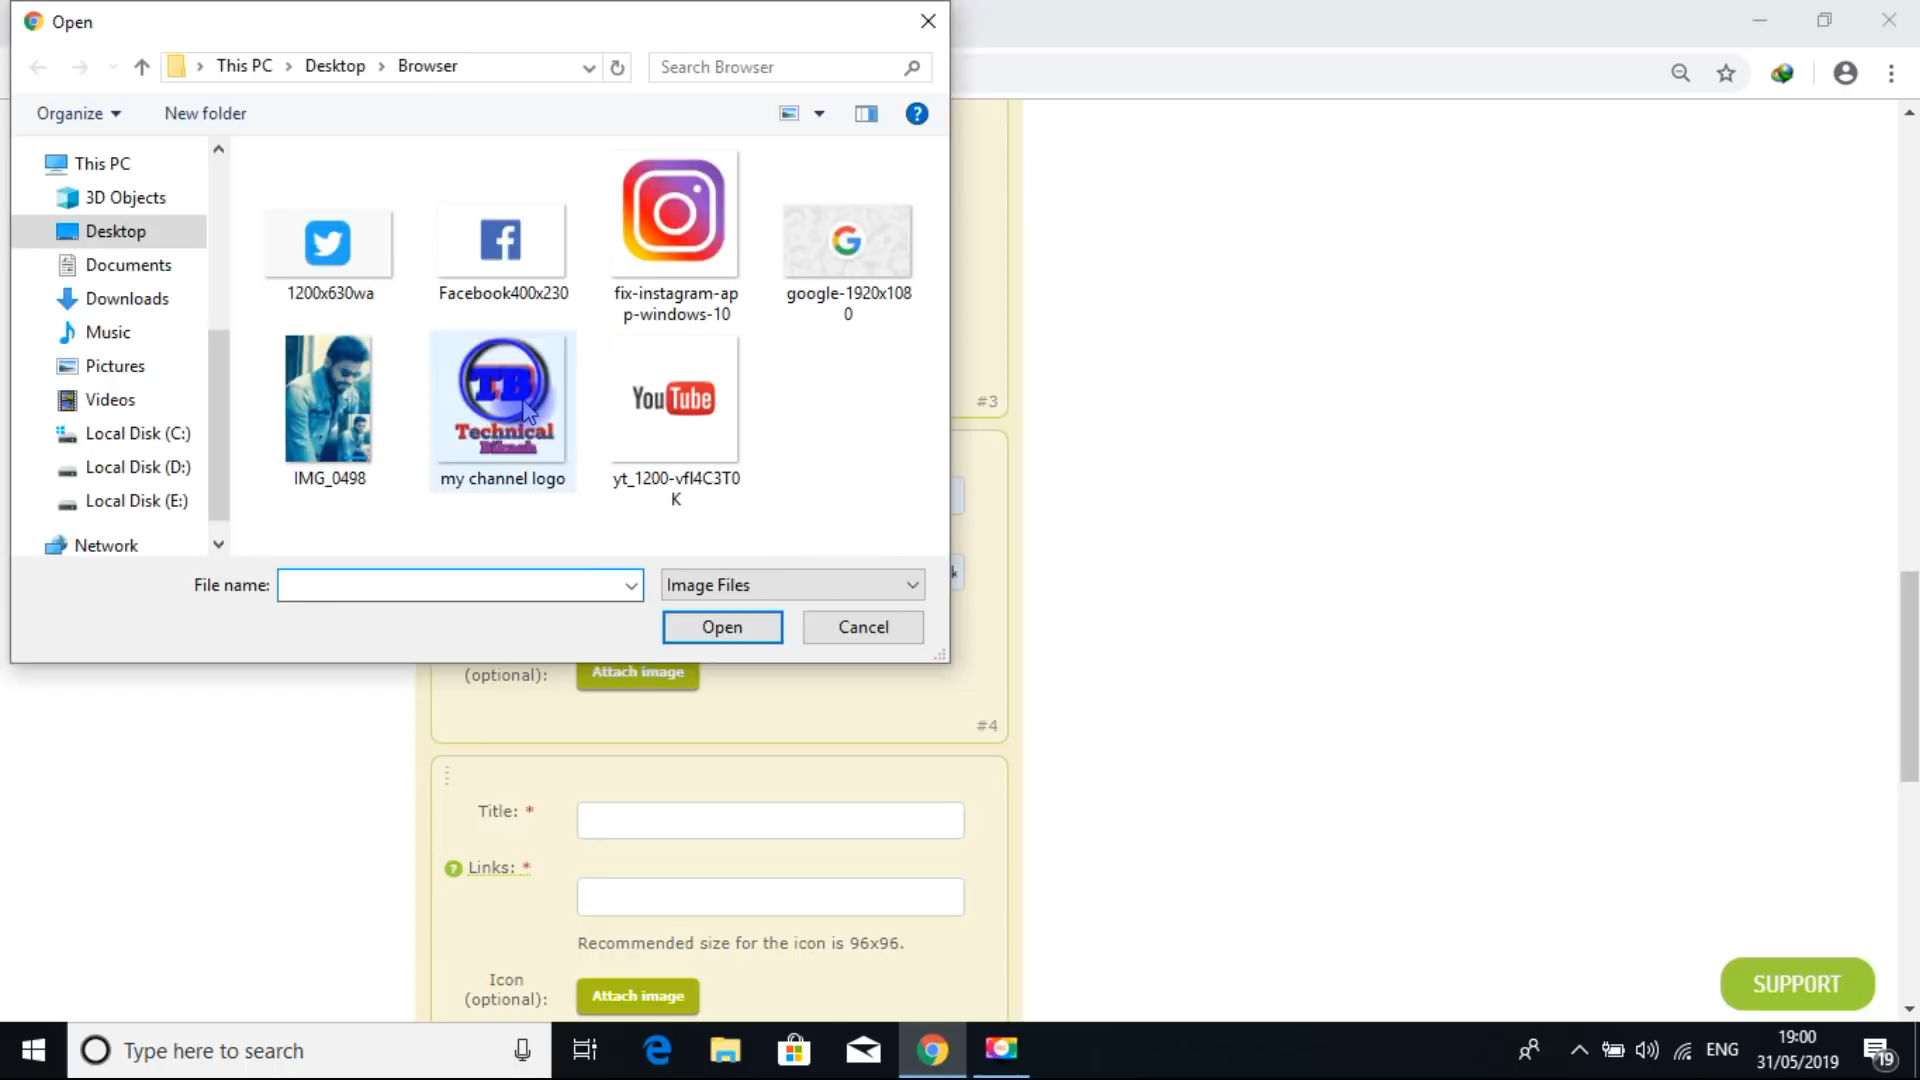 Open
This PC > Desktop > Browser
Search Browser
Organize
New folder
This PC
3D Objects
Desktop
Documents
Downloads
Music
Pictures
Videos
Local Disk (C:)
Local Disk (D:)
Local Disk (E:)
Network
1200x630wa
Facebook400x230
fix-instagram-ap
p-windows-10
google-1920x108
0
TB
Technical
YouTube
IMG_0498
my channel logo
yt_1200-vfl4C3T0
K
File name:
Image Files
Open
Cancel
#3
k
(optional):
Attach image
#4
Title: *
Links: *
Recommended size for the icon is 96x96.
Icon
(optional):
Attach image
SUPPORT
Type here to search
ENG
19:00
31/05/2019
19